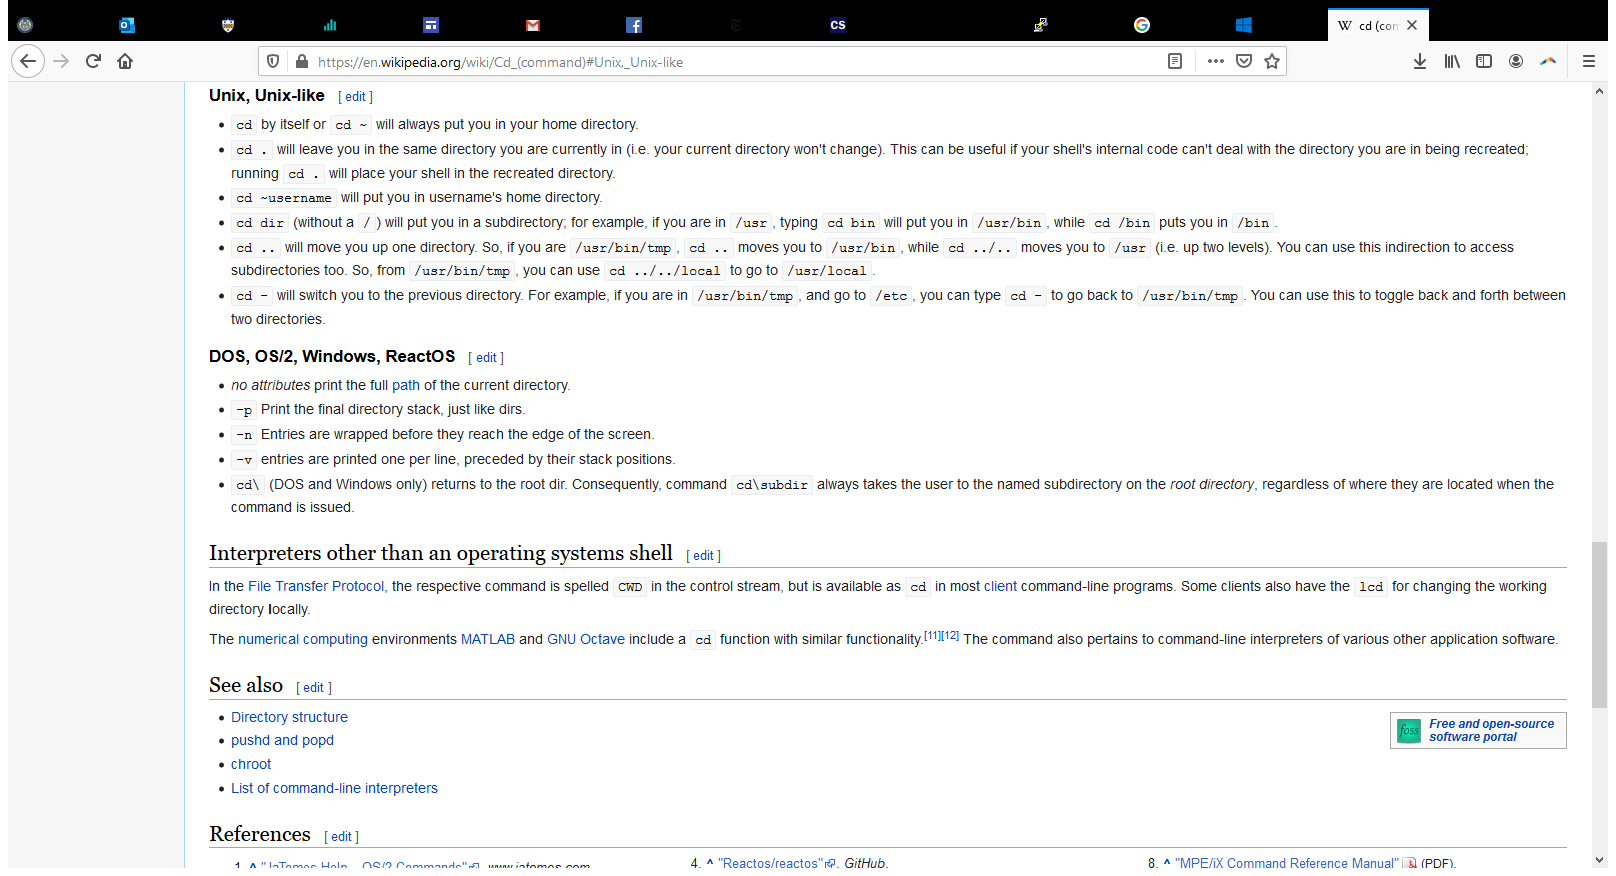 CS
W cd (con
https://en.wikipedia.org/wiki/Cd_(command)#Unix,_Unix-like
Unix, Unix-like [ edit ]
• cd by itself or cd ~ will always put you in your home directory.
• cd . will leave you in the same directory you are currently in (i.e. your current directory won't change). This can be useful if your shell's internal code can't deal with the directory you are in being recreated;
running cd . will place your shell in the recreated directory.
• cd ~username will put you in username's home directory.
• cd dir (without a / ) will put you in a subdirectory; for example, if you are in /usr , typing cd bin will put you in /usr/bin , while cd /bin puts you in /bin .
• cd .. will move you up one directory. So, if you are /usr/bin/tmp , cd .. moves you to /usr/bin , while cd ../.. moves you to /usr (i.e. up two levels). You can use this indirection to access
subdirectories too. So, from /usr/bin/tmp , you can use cd ../../local to go to /usr/local .
• cd - will switch you to the previous directory. For example, if you are in /usr/bin/tmp , and go to /etc , you can type cd - to go back to /usr/bin/tmp . You can use this to toggle back and forth between
two directories.
DOS, OS/2, Windows, ReactOS [ edit ]
• no attributes print the full path of the current directory.
• -p Print the final directory stack, just like dirs.
• -n Entries are wrapped before they reach the edge of the screen.
• -v entries are printed one per line, preceded by their stack positions.
• cd\ (DOS and Windows only) returns to the root dir. Consequently, command cd\subdir always takes the user to the named subdirectory on the root directory, regardless of where they are located when the
command is issued.
Interpreters other than an operating systems shell [ edit ]
In the File Transfer Protocol, the respective command is spelled CWD in the control stream, but is available as cd in most client command-line programs. Some clients also have the lcd for changing the working
directory locally.
The numerical computing environments MATLAB and GNU Octave include a cd function with similar functionality.[11][12] The command also pertains to command-line interpreters of various other application software.
See also [ edit ]
• Directory structure
• pushd and popd
• chroot
• List of command-line interpreters
foss Free and open-source
software portal
References [ edit ]
1. ^ "JaTomes Help - OS/2 Commands". www.jatomes.com.
4. ^ "Reactos/reactos". GitHub.
8. ^ "MPE/iX Command Reference Manual" (PDF).